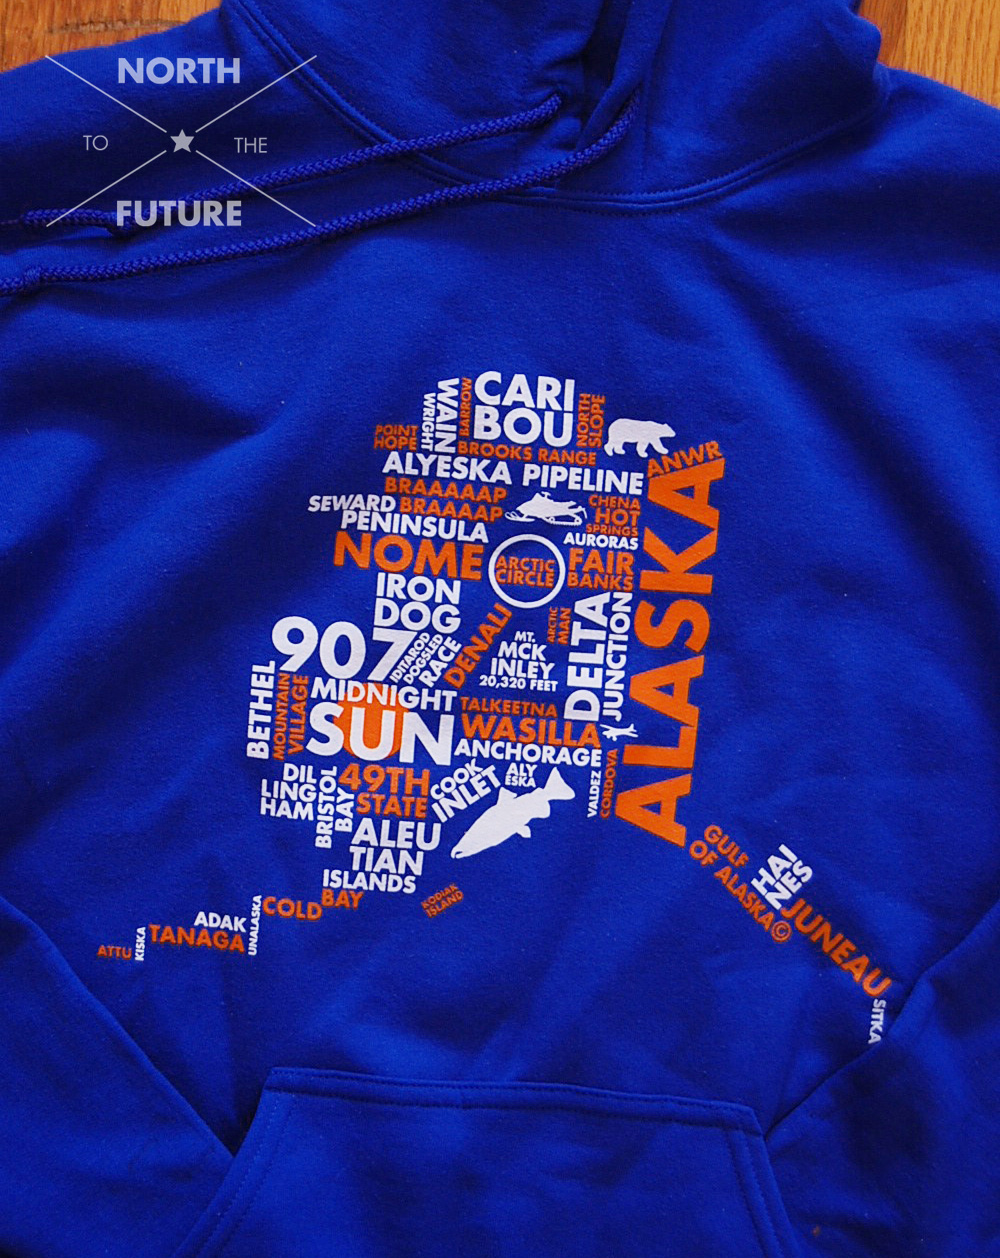 NORTH
TO THE
FUTURE
CARI
BOU
WAIN
WRIGHT
BARROW
NORTH
SLOPE
POINT
HOPE
BROOKS RANGE
ANWR
ALYESKA PIPELINE
BRAAAAAP
SEWARD BRAAAAP
PENINSULA
CHENA
HOT
SPRINGS
AURORAS
NOME
ARCTIC
CIRCLE
FAIR
BANKS
ALASKA
IRON
DOG
907
IDITAROD
DOGSLED
RACE
DENALI
ARCTIC
MAN
MT.
MCK
INLEY
20,320 FEET
DELTA
JUNCTION
BETHEL
MOUNTAIN
VILLAGE
MIDNIGHT
SUN
TALKEETNA
WASILLA
ANCHORAGE
DIL
LING
HAM
BRISTOL
BAY
49TH
STATE
COOK
INLET
ALY
ESKA
VALDEZ
CORDOVA
ALEU
TIAN
ISLANDS
GULF
OF ALASKA©
HAI
NES
JUNEAU
SITKA
KODIAK
ISLAND
BAY
COLD
UNALASKA
ADAK
TANAGA
KISKA
ATTU